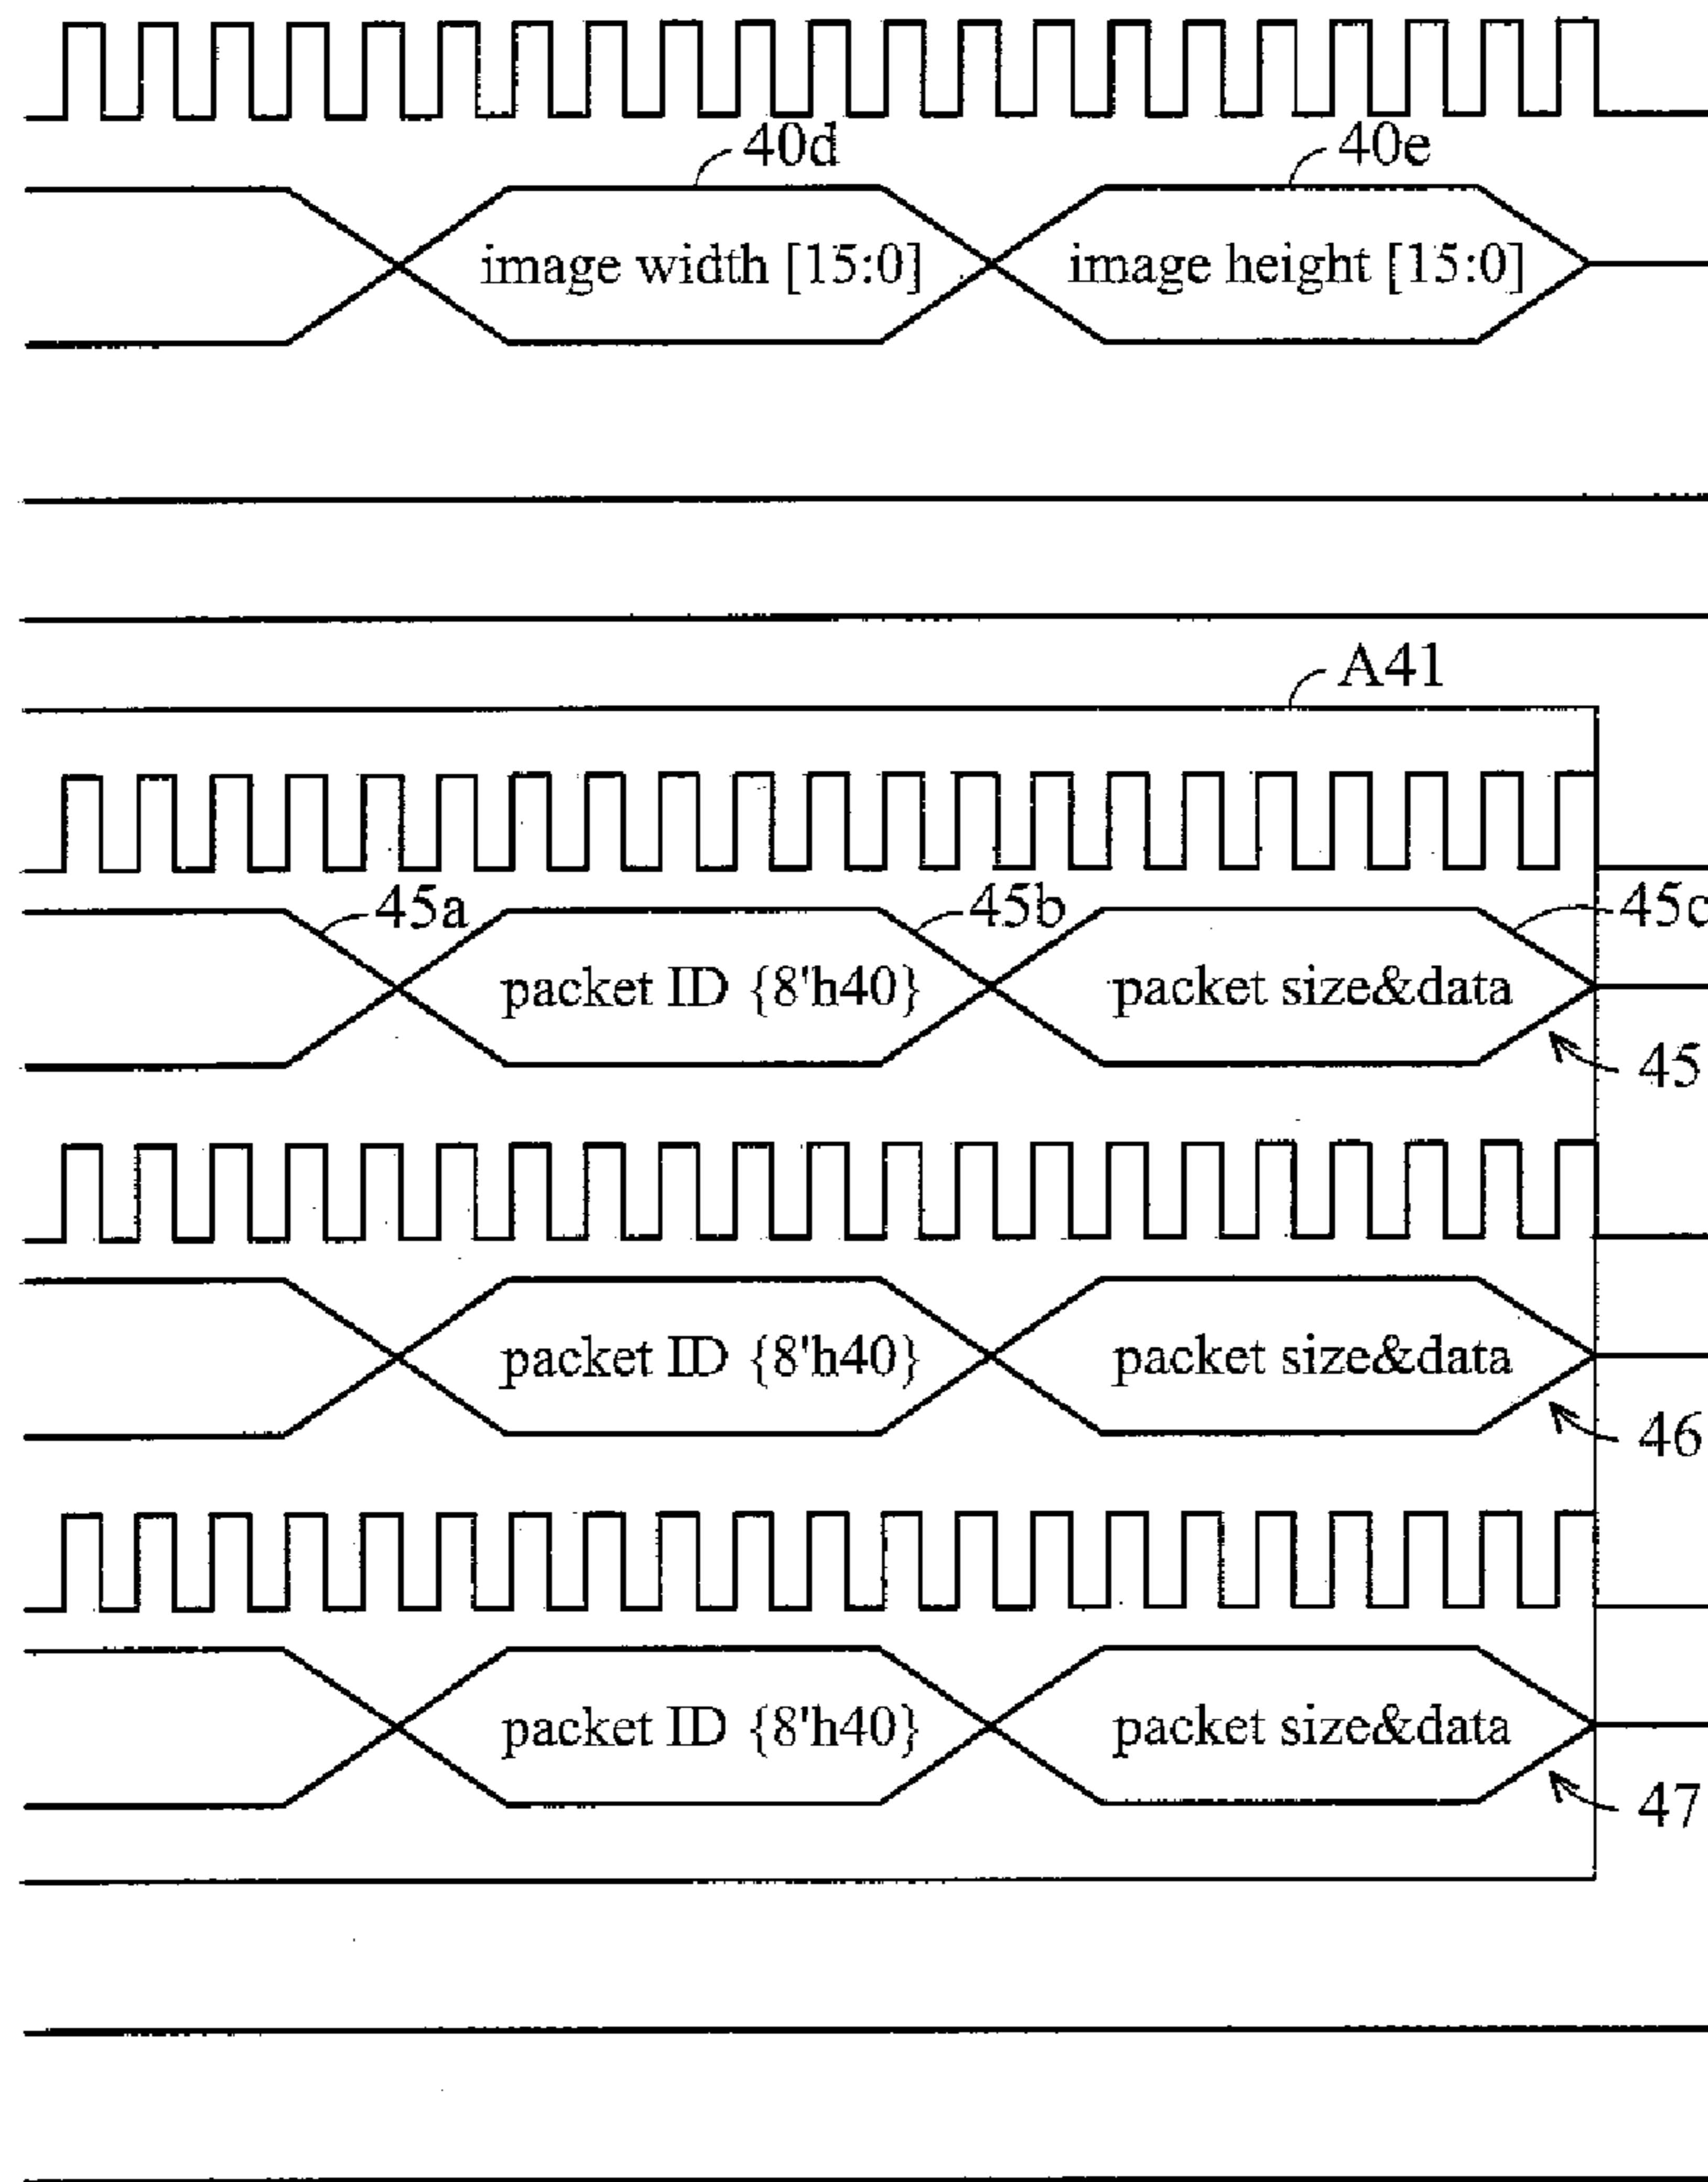 40d
40e
image width [15:0]
image height [15:0]
A41
45a
45b
45c
packet ID {8'h40}
packet size&data
45
packet ID {8'h40}
packet size&data
46
packet ID {8'h40}
packet size&data
47